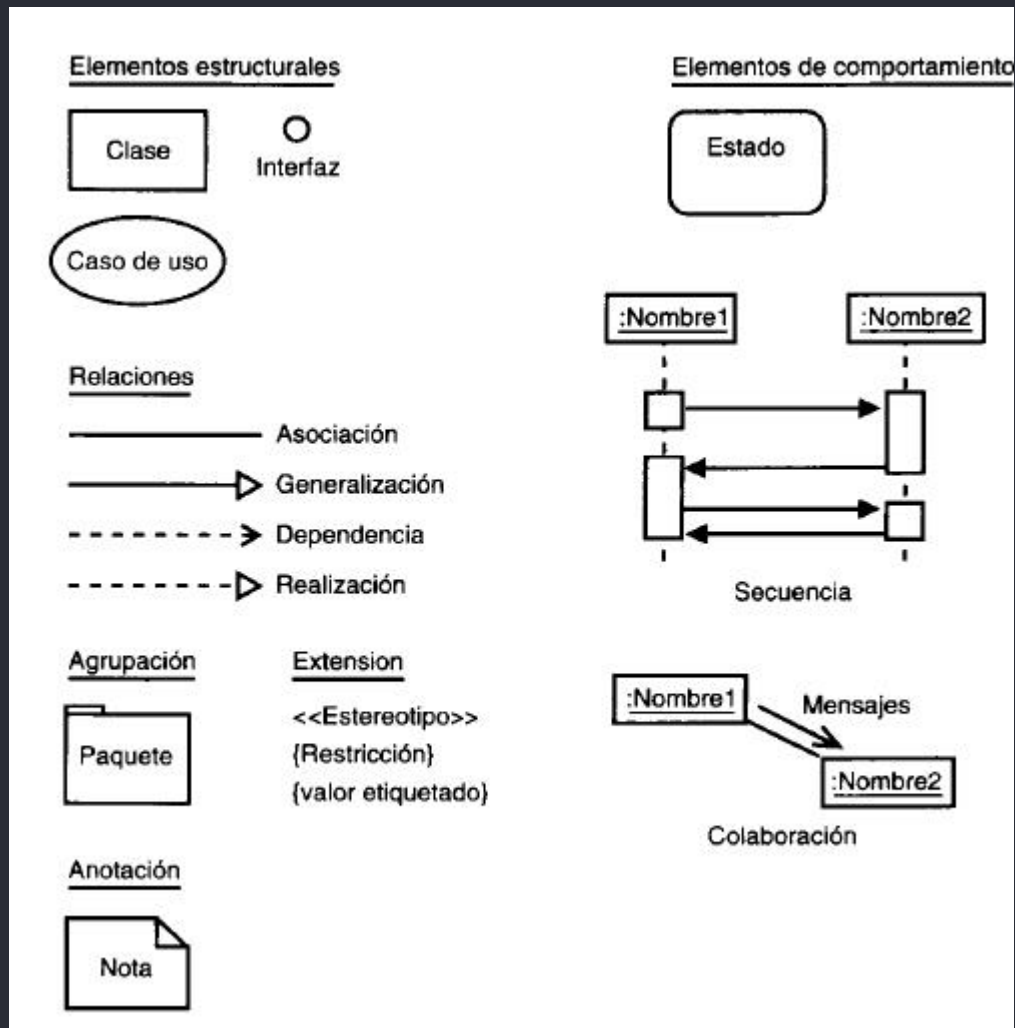 Elementos estructurales
Clase
Interfaz
Caso de uso
Relaciones
Asociación
Generalización
Dependencia
Realización
Agrupación
Paquete
Extension
<<Estereotipo>>
{Restricción}
{valor etiquetado}
Anotación
Nota
Elementos de comportamiento
Estado
:Nombre1
:Nombre2
Secuencia
:Nombre1
Mensajes
:Nombre2
Colaboración